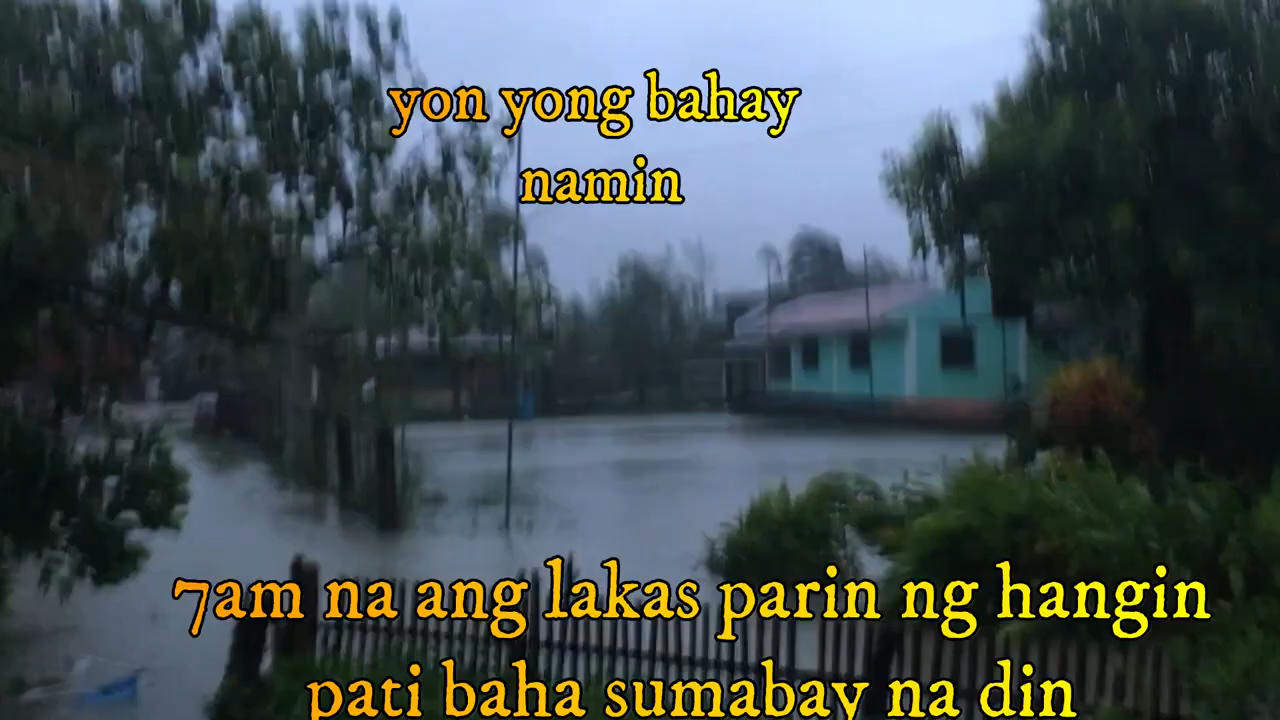 yon yong bahay
namin
7am na ang lakas parin ng hangin
pati baha sumabay na din